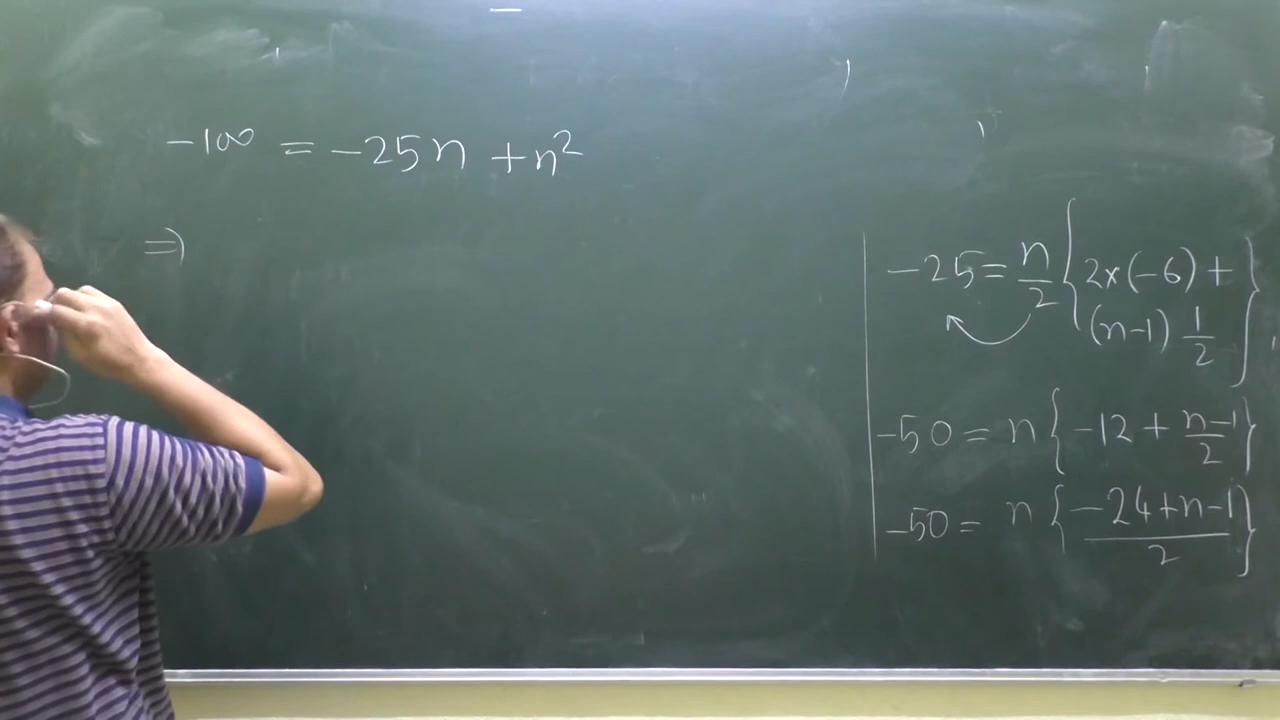 -100 = -25n + n²
⇒
-25 = n/2 { 2×(-6) +
(n-1) 1/2 }
-50 = n { -12 + n-1/2 }
-50 = n { -24+n-1/2 }